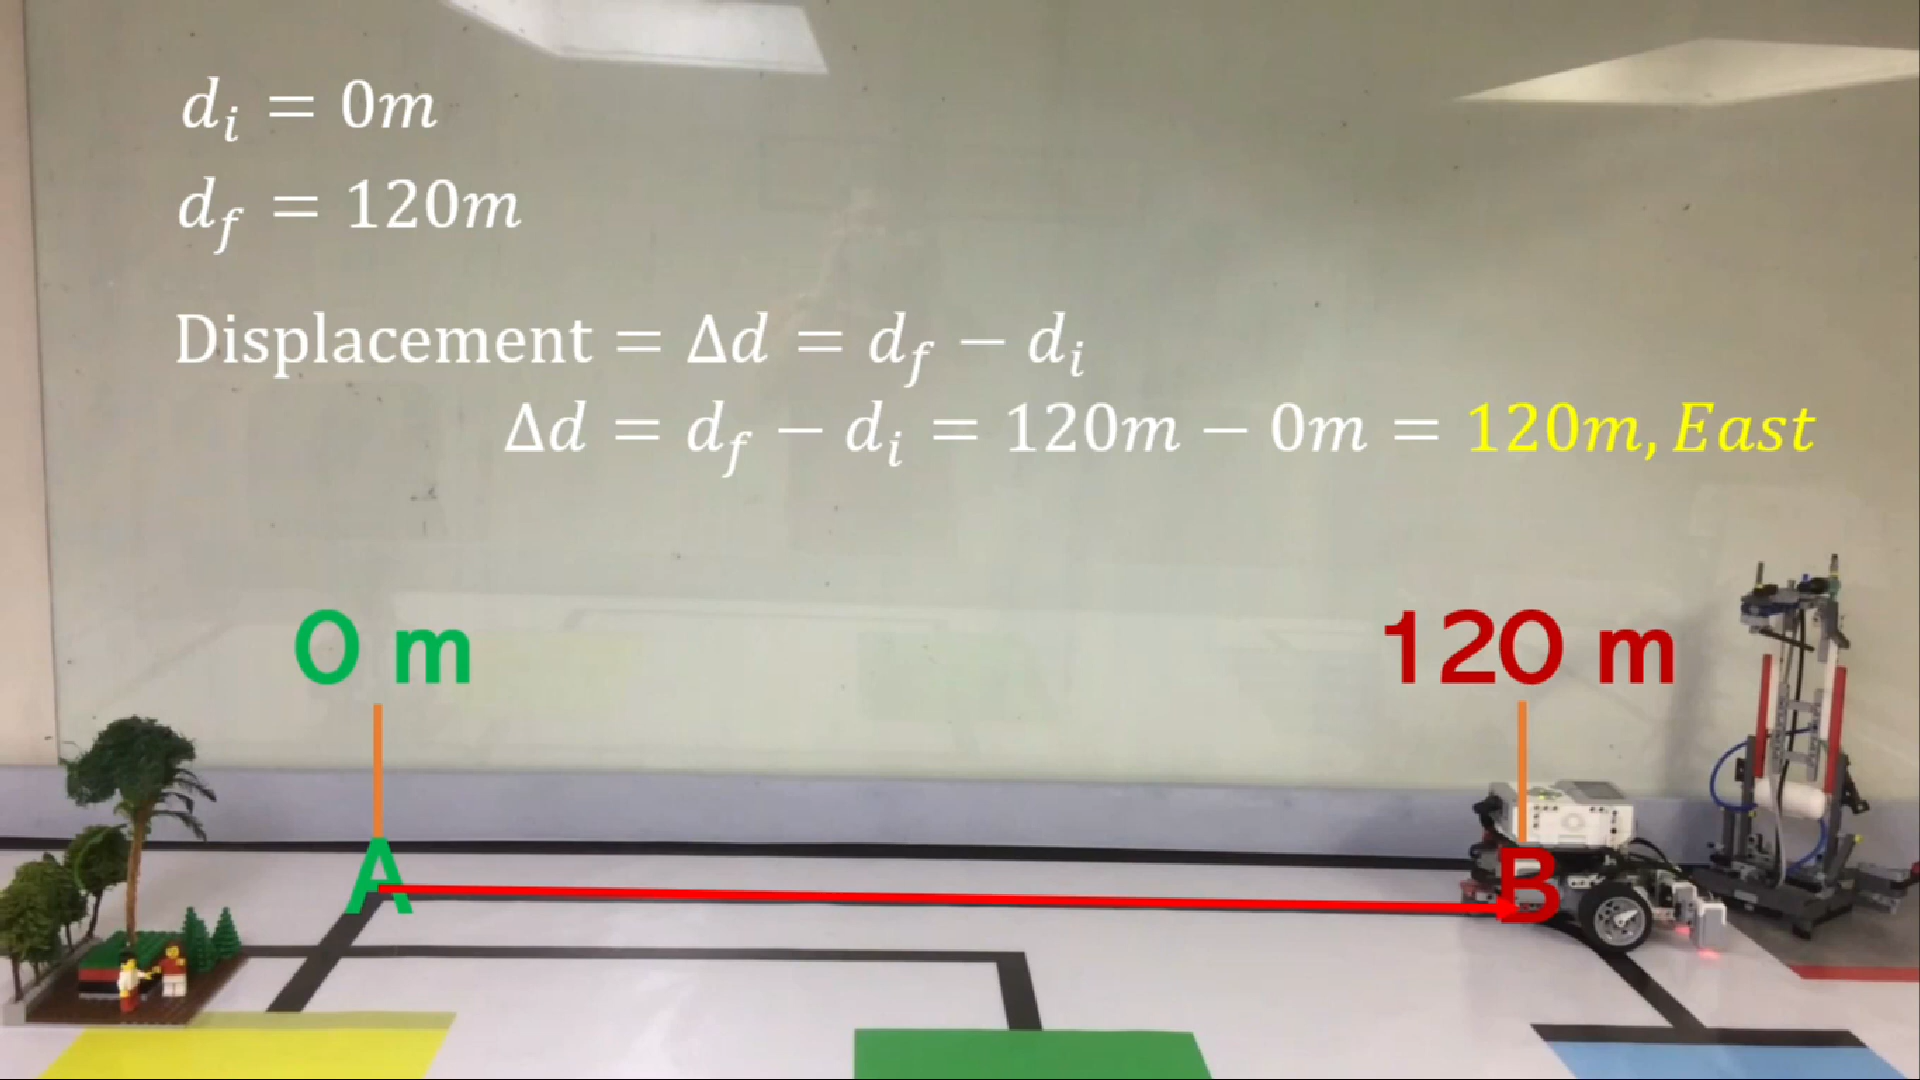 d_i = 0m
d_f = 120m
Displacement = Δd = d_f − d_i
Δd = d_f − d_i = 120m − 0m = 120m, East
0 m
120 m
A
B